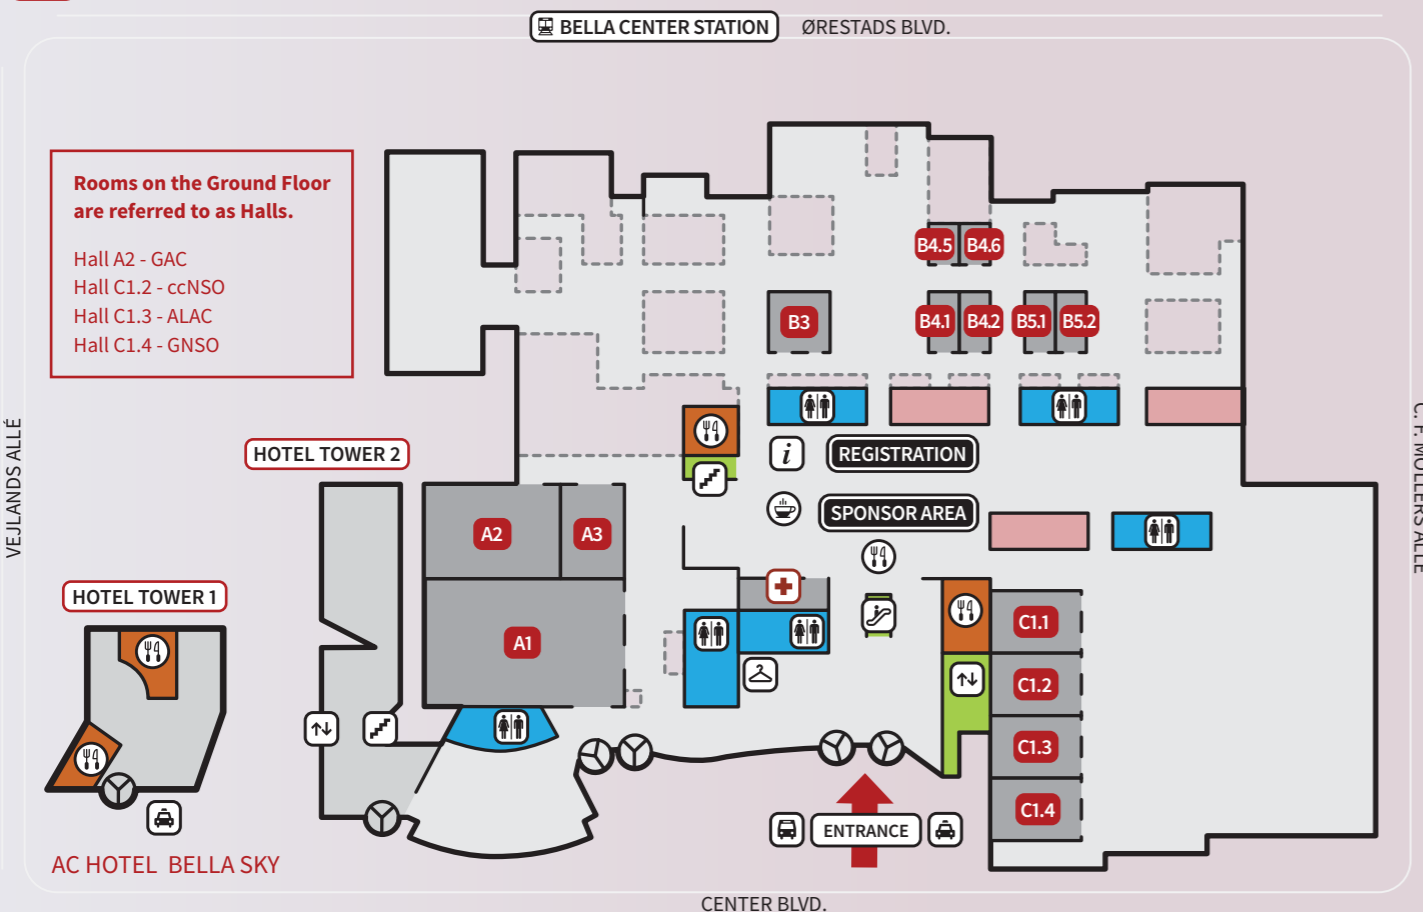 BELLA CENTER STATION
ØRESTADS BLVD.
Rooms on the Ground Floor
are referred to as Halls.
Hall A2 - GAC
Hall C1.2 - ccNSO
Hall C1.3 - ALAC
Hall C1.4 - GNSO
B4.5
B4.6
B3
B4.1
B4.2
B5.1
B5.2
VEJLANDS ALLÉ
C. F. MØLLERS ALLÉ
HOTEL TOWER 2
i
REGISTRATION
SPONSOR AREA
A2
A3
HOTEL TOWER 1
A1
C1.1
C1.2
C1.3
C1.4
ENTRANCE
AC HOTEL BELLA SKY
CENTER BLVD.